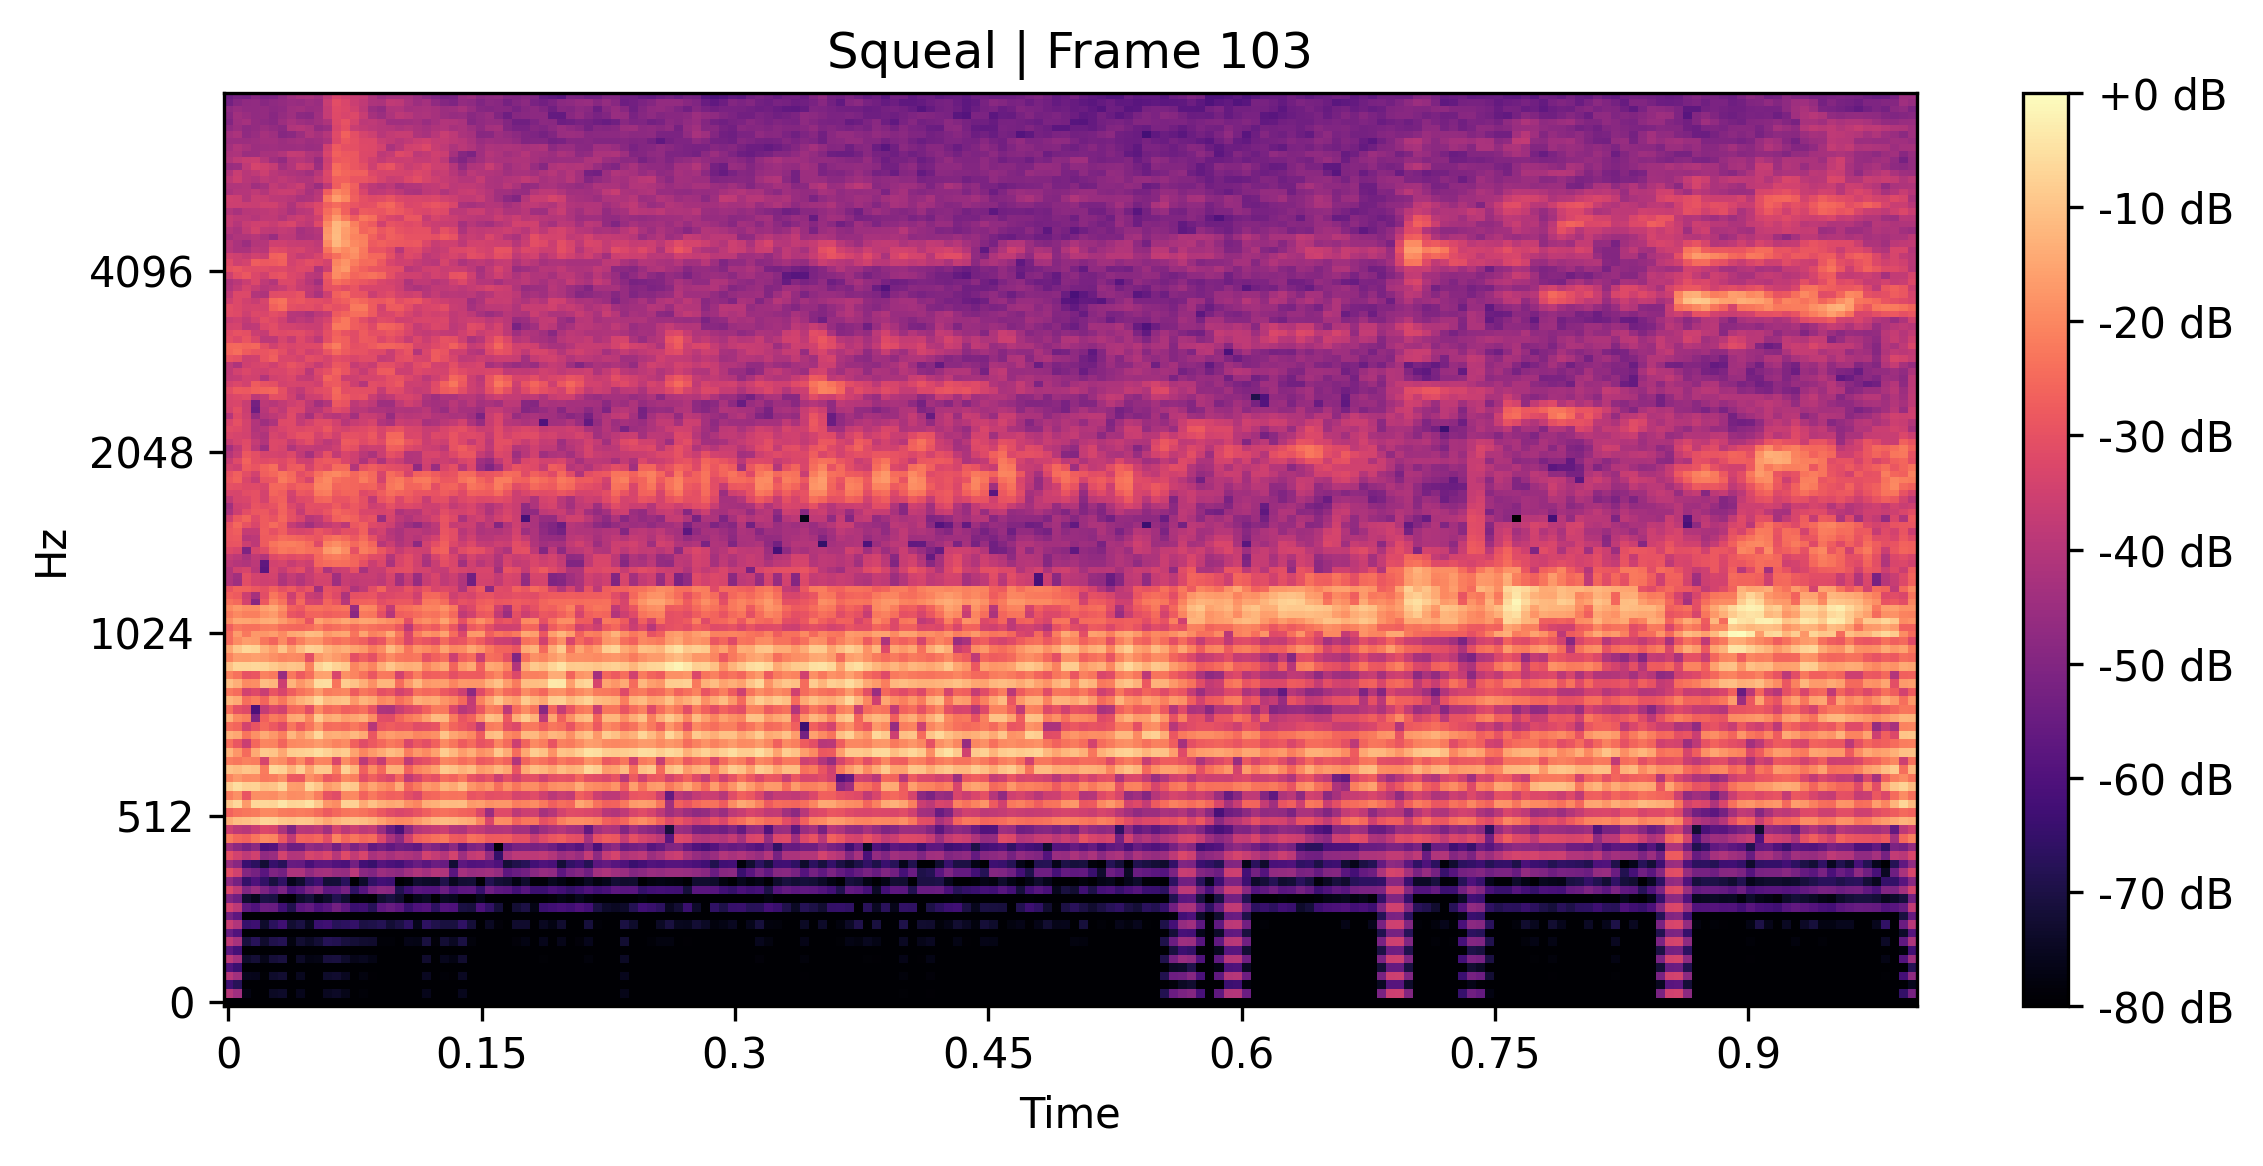 Squeal | Frame 103
+0 dB
-10 dB
-20 dB
-30 dB
-40 dB
-50 dB
-60 dB
-70 dB
-80 dB
4096
2048
1024
512
0
Hz
0 0.15 0.3 0.45 0.6 0.75 0.9
Time